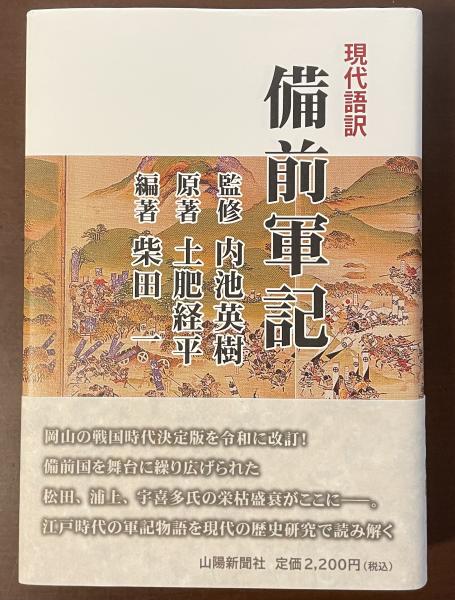 現代語訳
備前軍記
監修 内池英樹
原著 土肥経平
編著 柴田 一
岡山の戦国時代決定版を令和に改訂!
備前国を舞台に繰り広げられた
松田、浦上、宇喜多氏の栄枯盛衰がここに――。
江戸時代の軍記物語を現代の歴史研究で読み解く
山陽新聞社 定価2,200円(税込)